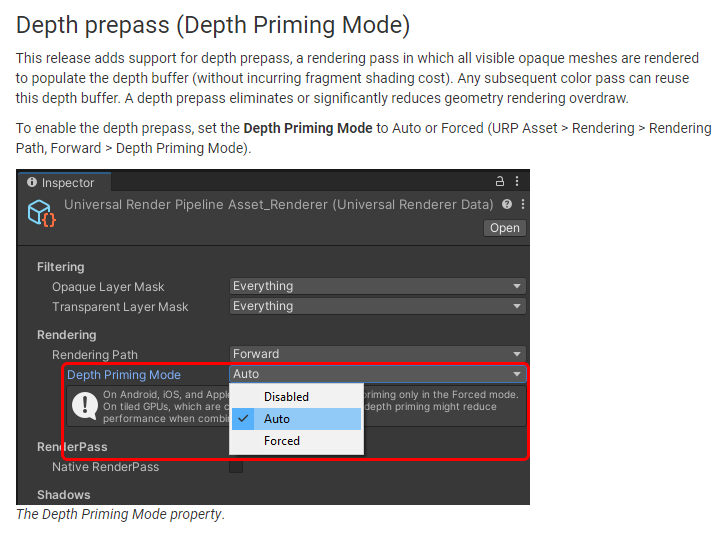 Depth prepass (Depth Priming Mode)
This release adds support for depth prepass, a rendering pass in which all visible opaque meshes are rendered
to populate the depth buffer (without incurring fragment shading cost). Any subsequent color pass can reuse
this depth buffer. A depth prepass eliminates or significantly reduces geometry rendering overdraw.
To enable the depth prepass, set the Depth Priming Mode to Auto or Forced (URP Asset > Rendering > Rendering
Path, Forward > Depth Priming Mode).
Inspector
Universal Render Pipeline Asset_Renderer (Universal Renderer Data)
Open
Filtering
Opaque Layer Mask Everything
Transparent Layer Mask Everything
Rendering
Rendering Path Forward
Depth Priming Mode Auto
On Android, iOS, and Appl priming only in the Forced mode.
On tiled GPUs, which are c depth priming might reduce
performance when combi
Disabled
Auto
Forced
RenderPass
Native RenderPass
Shadows
The Depth Priming Mode property.